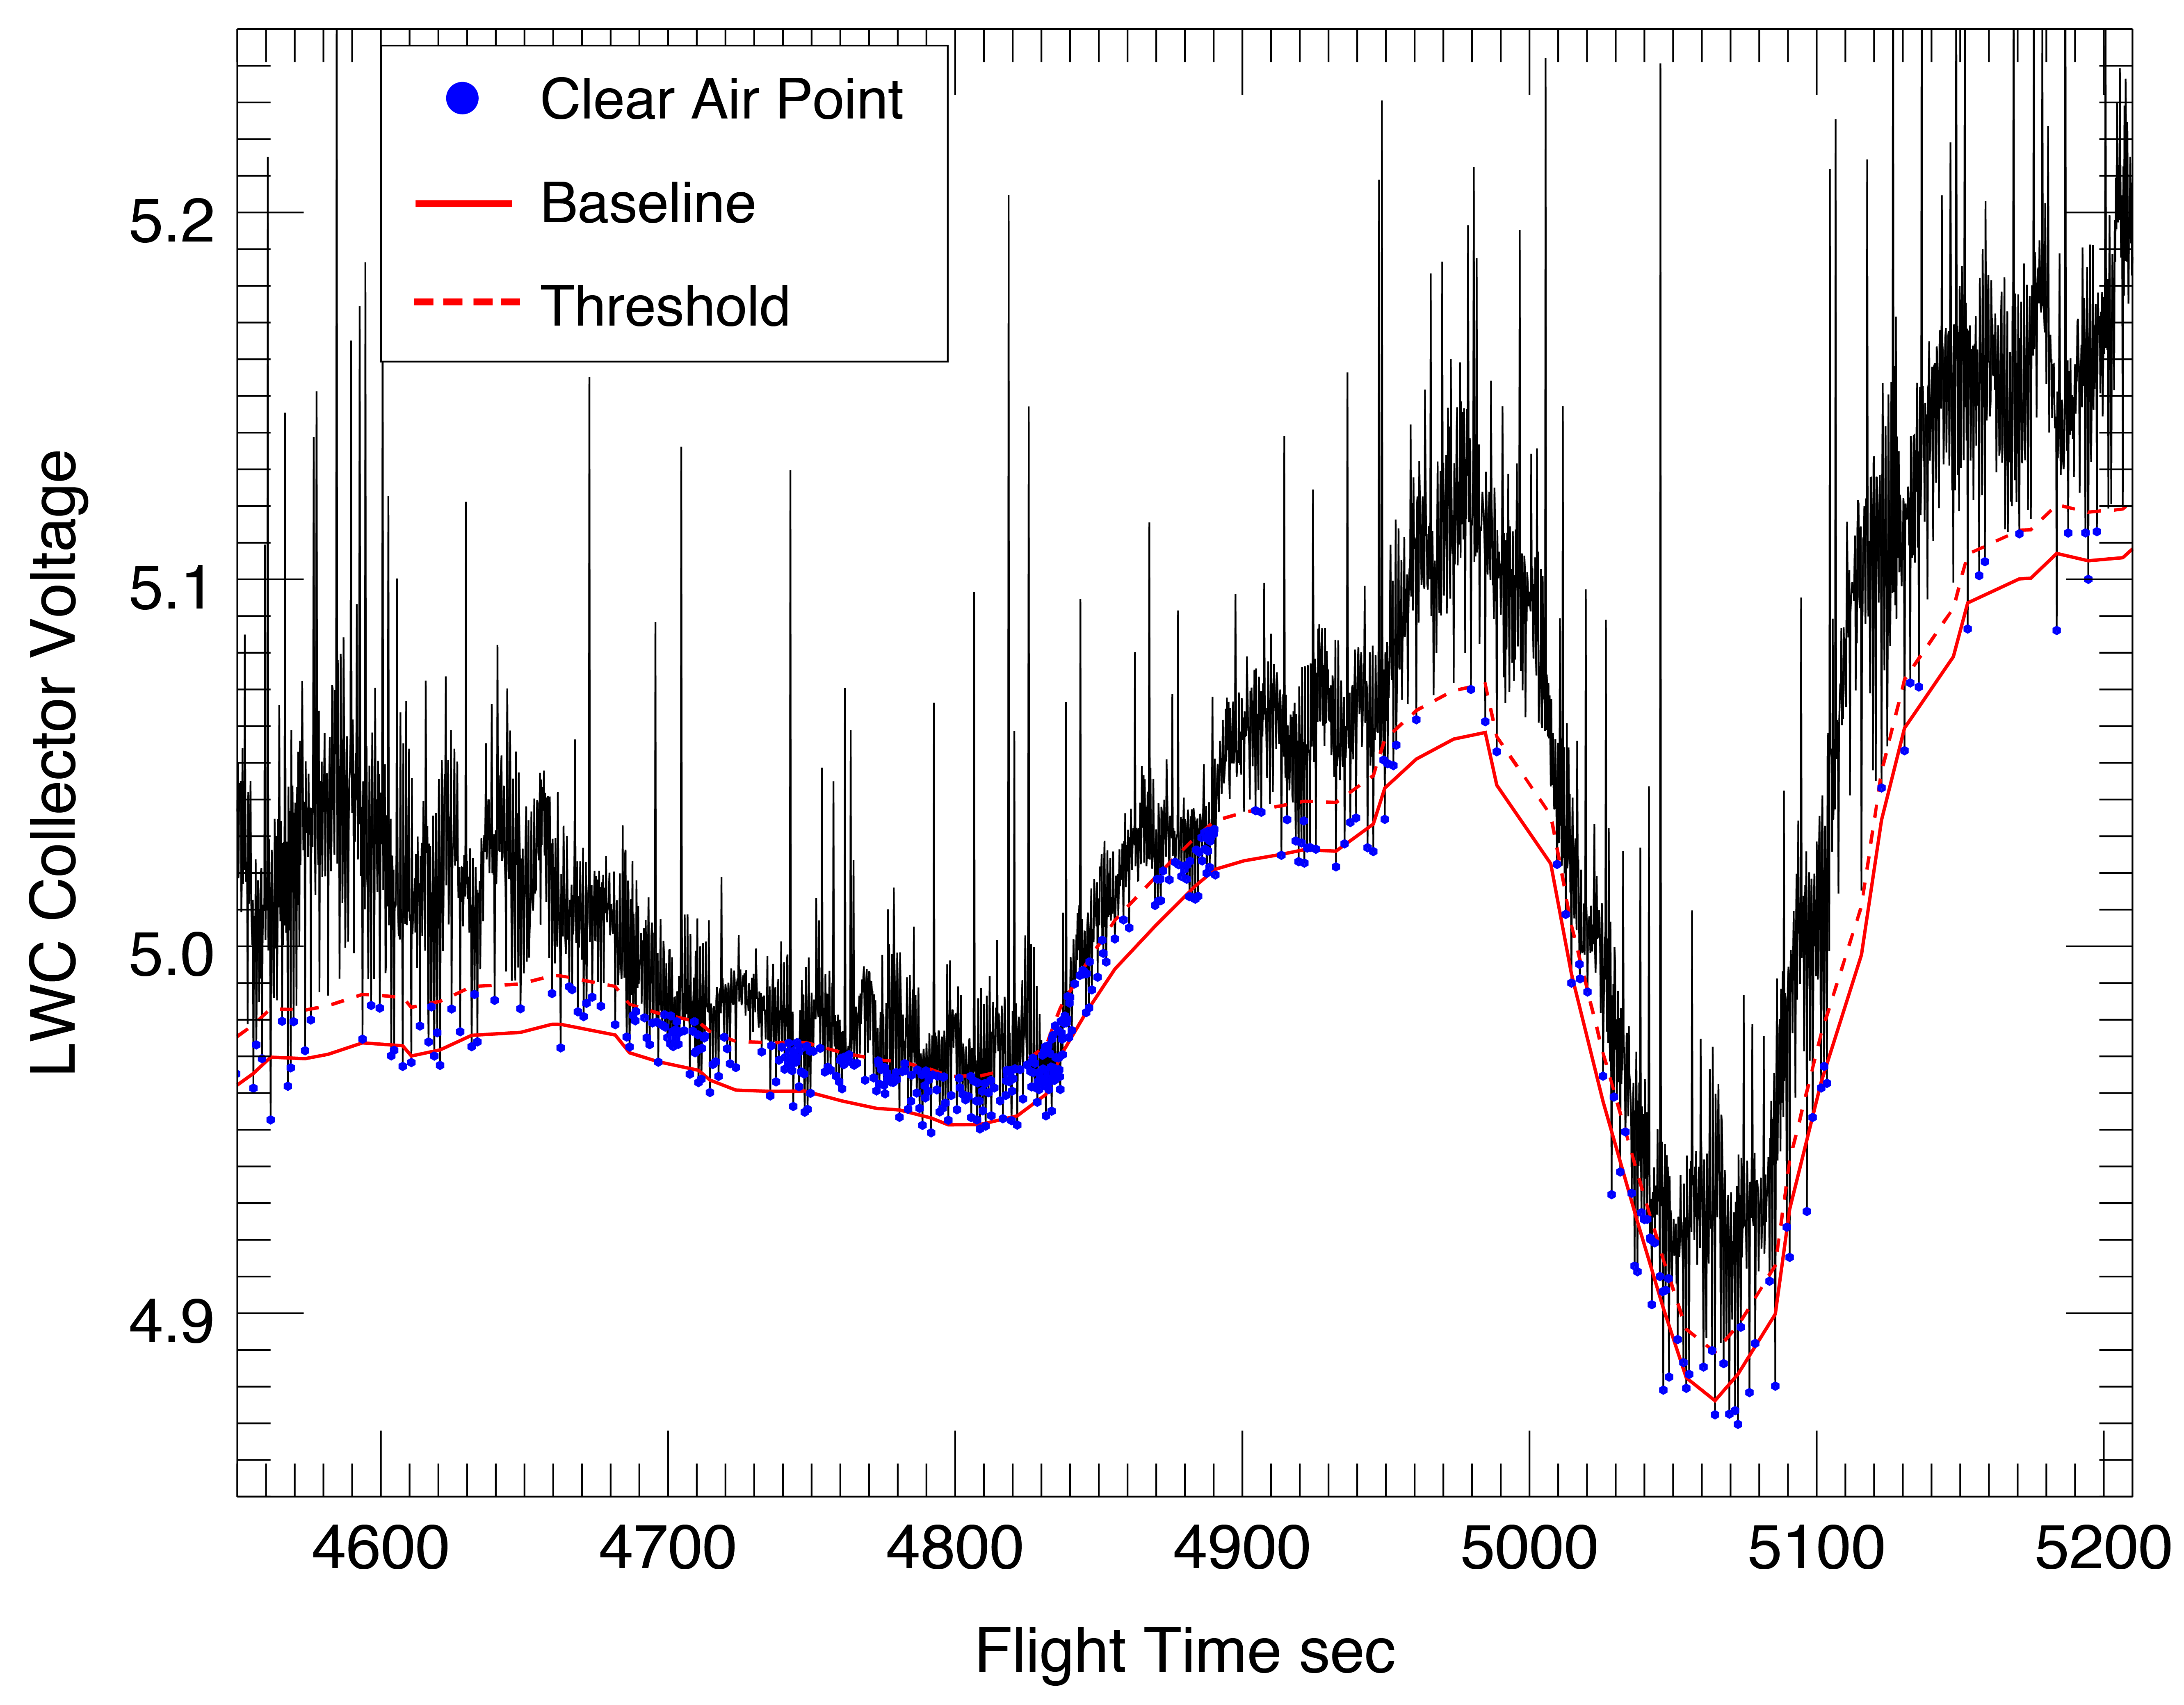 Clear Air Point
Baseline
Threshold
LWC Collector Voltage
5.2
5.1
5.0
4.9
4600 4700 4800 4900 5000 5100 5200
Flight Time sec